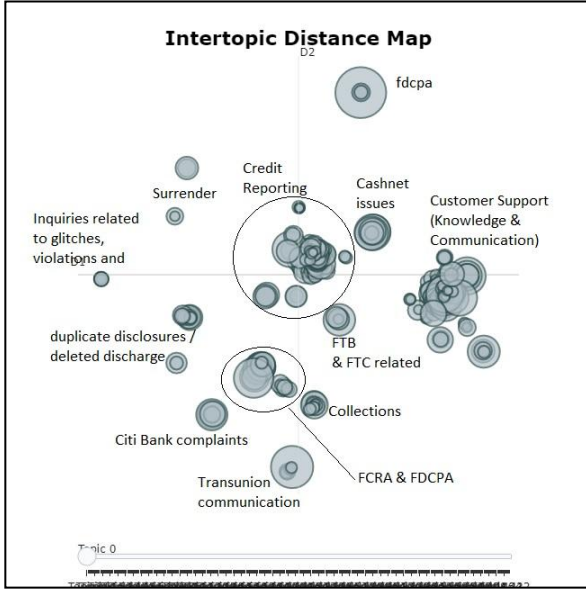 Intertopic Distance Map
D2
fdcpa
Credit
Reporting
Surrender
Cashnet
issues
Customer Support
(Knowledge &
Communication)
Inquiries related
to glitches,
violations and
D1
duplicate disclosures /
deleted discharge
FTB
& FTC related
Collections
Citi Bank complaints
FCRA & FDCPA
Transunion
communication
Topic 0